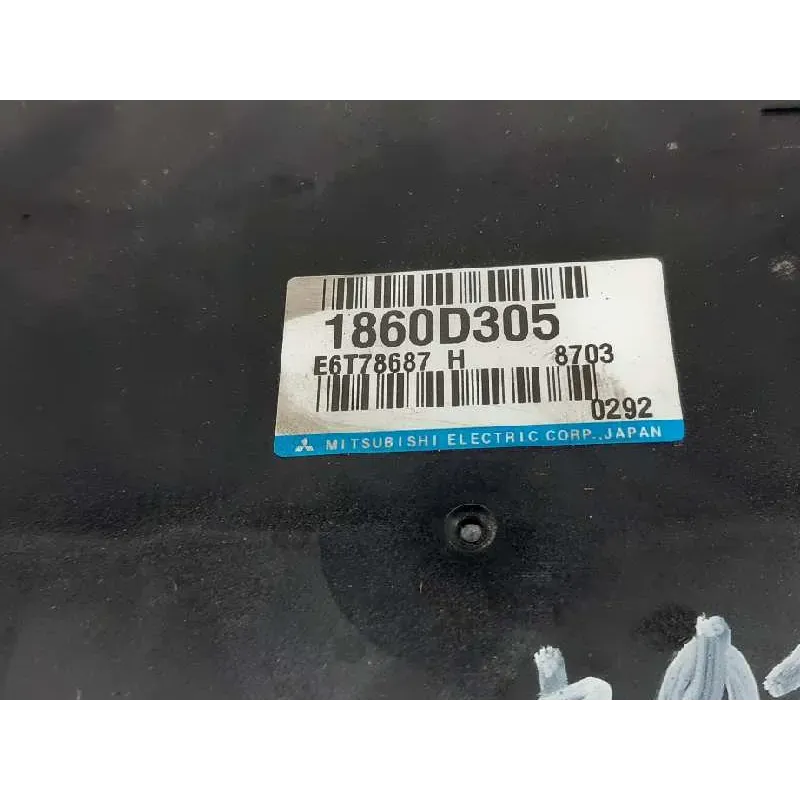 1860D305
E6T78687 H 8703
0292
MITSUBISHI ELECTRIC CORP., JAPAN